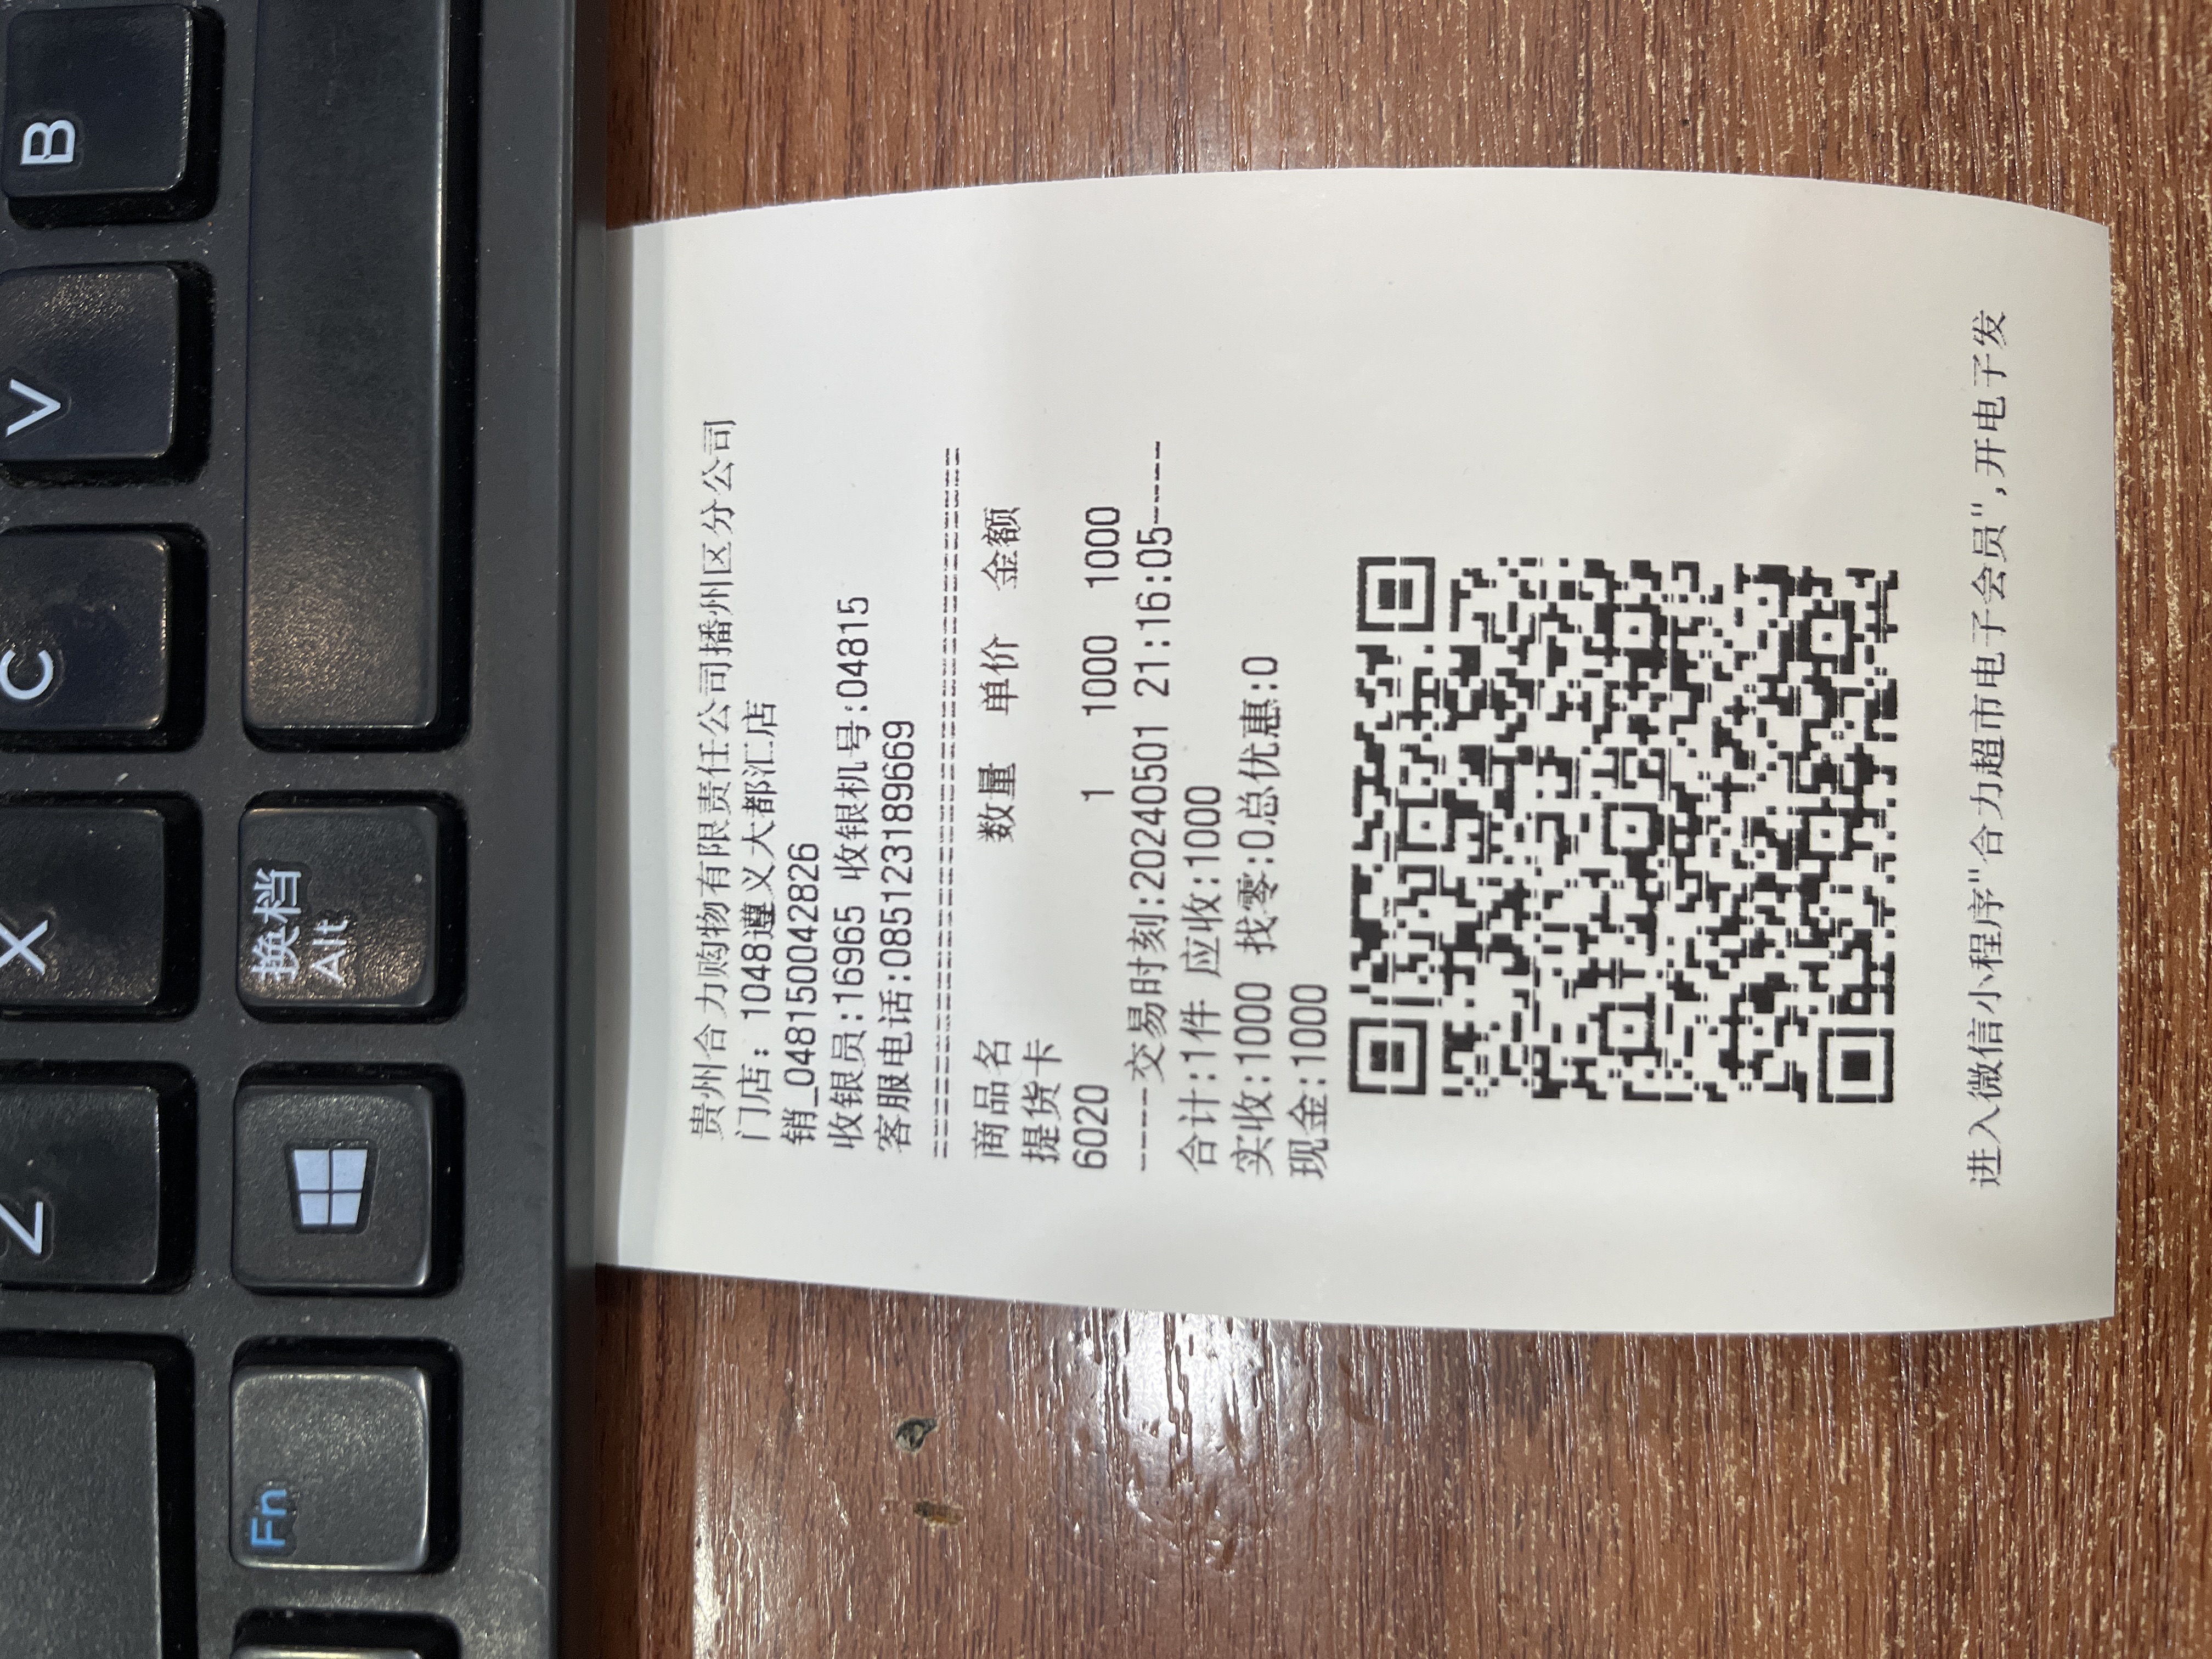 贵州合力购物有限责任公司播州区分公司
门店: 1048遵义大都汇店
销_048150042826
收银员:16965 收银机号:04815
客服电话:085123189669
================================
商品名 数量 单价 金额
提货卡
6020 1 1000 1000
----交易时刻:20240501 21:16:05----
合计:1件 应收:1000
实收:1000 找零:0总优惠:0
现金:1000
进入微信小程序"合力超市电子会员",开电子发
B
V
C
X
Z
换档
Alt
Fn